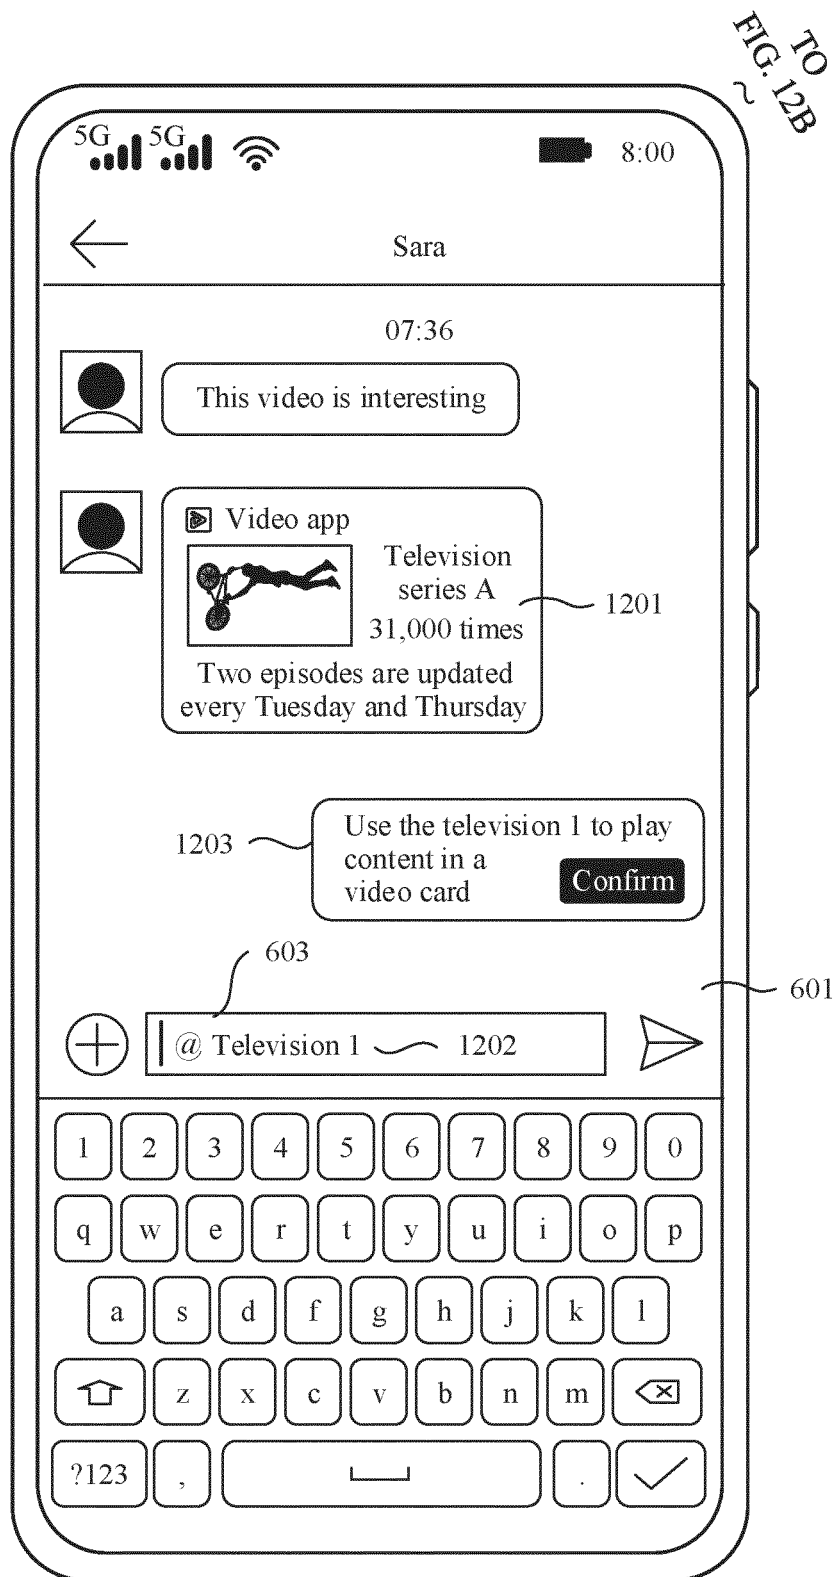 TO
FIG. 12B
~
5G 5G 8:00
Sara
07:36
This video is interesting
Video app
Television
series A
1201
31,000 times
Two episodes are updated
every Tuesday and Thursday
1203
Use the television 1 to play
content in a
video card
Confirm
603
601
@ Television 1 1202
1 2 3 4 5 6 7 8 9 0
q w e r t y u i o p
a s d f g h j k l
z x c v b n m
?123 , .